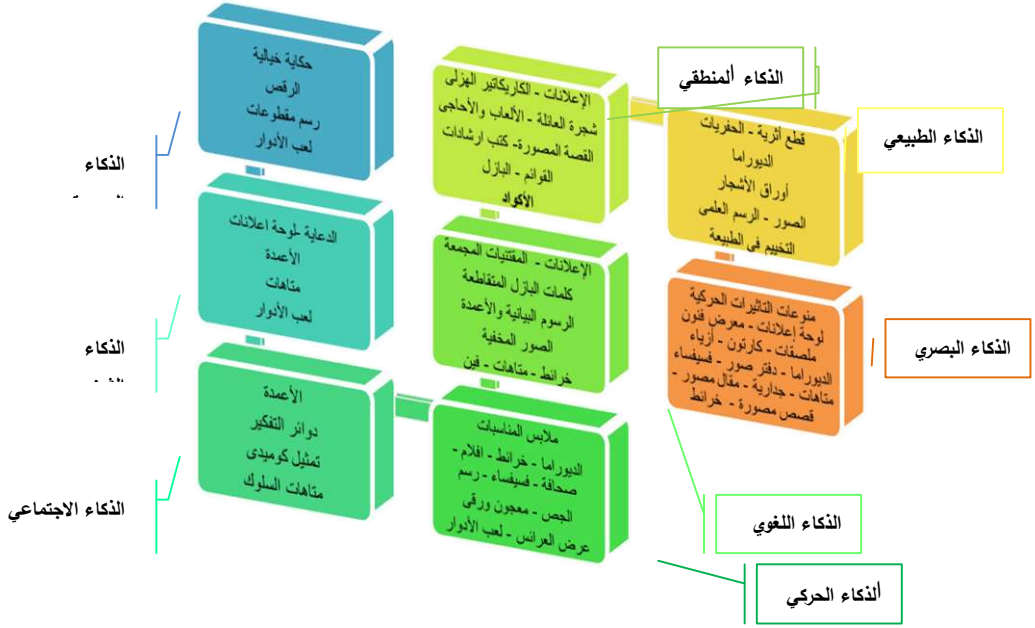 حكاية خيالية
الرقص
رسم مقطوعات
لعب الأدوار
الإعلانات - الكاريكاتير الهزلى
شجرة العائلة - الألعاب والأحاجى
القصة المصورة- كتب ارشادات
القوائم - البازل
الأكواد
الذكاء ألمنطقي
قطع أثرية - الحفريات
الديوراما
أوراق الأشجار
الصور - الرسم العلمى
التخييم فى الطبيعة
الذكاء الطبيعي
الذكاء
الدعاية -لوحة اعلانات
الأعمدة
متاهات
لعب الأدوار
الإعلانات - المقتنيات المجمعة
كلمات البازل المتقاطعة
الرسوم البيانية والأعمدة
الصور المخفية
خرائط - متاهات - فين
منوعات التاثيرات الحركية
لوحة إعلانات - معرض فنون
ملصقات - كارتون - أزياء
الديوراما - دفتر صور - فسيفساء
متاهات - جدارية - مقال مصور -
قصص مصورة - خرائط
الذكاء البصري
الذكاء
الأعمدة
دوائر التفكير
تمثيل كوميدى
متاهات السلوك
ملابس المناسبات
الديوراما - خرائط - افلام -
صحافة - فسيفساء - رسم
الجص - معجون ورقي
عرض العرائس - لعب الأدوار
الذكاء الاجتماعي
الذكاء اللغوي
ألذكاء الحركي